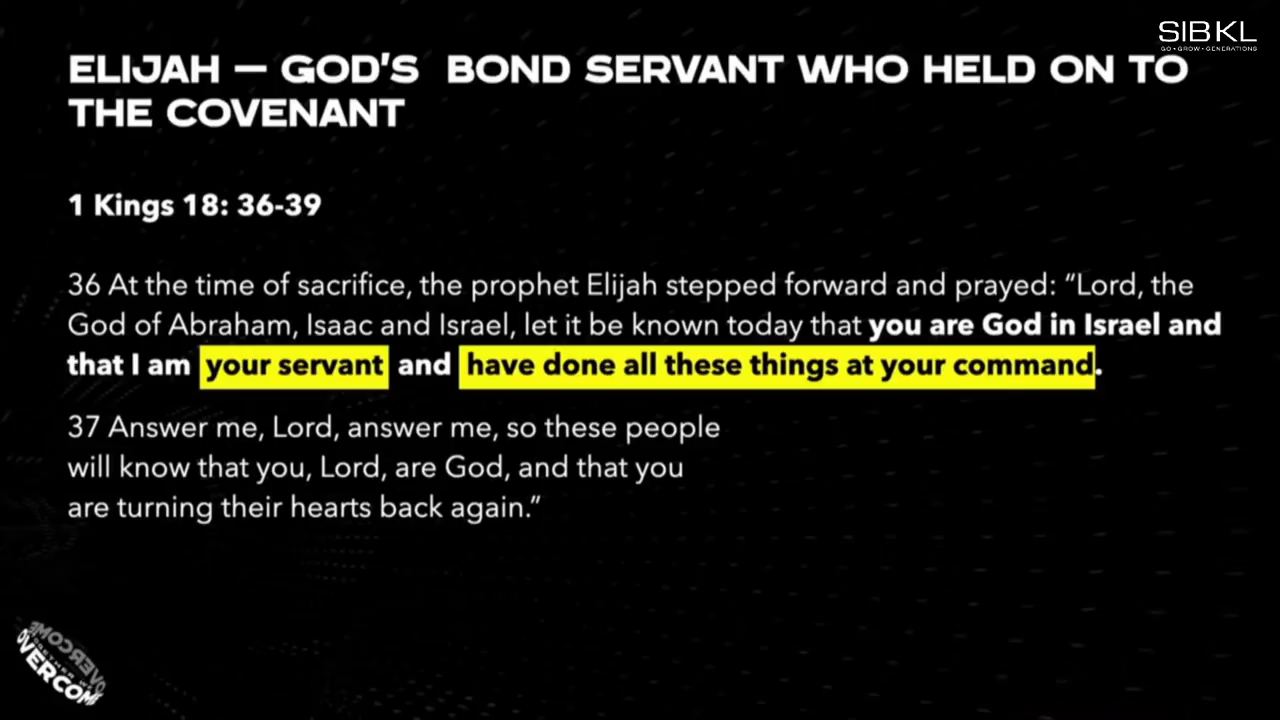 SIBKL
GO • GROW • GENERATIONS
ELIJAH — GOD'S  BOND SERVANT WHO HELD ON TO
THE COVENANT
1 Kings 18: 36-39
36 At the time of sacrifice, the prophet Elijah stepped forward and prayed: “Lord, the
God of Abraham, Isaac and Israel, let it be known today that you are God in Israel and
that I am your servant and have done all these things at your command.
37 Answer me, Lord, answer me, so these people
will know that you, Lord, are God, and that you
are turning their hearts back again.”
OVERCOME